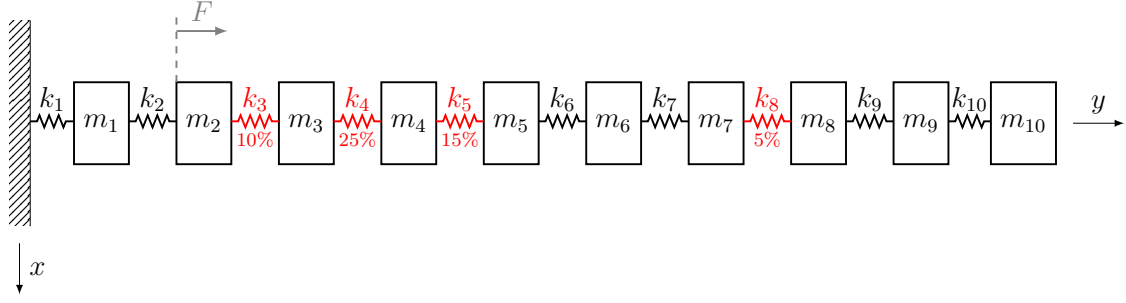 F
k₁ k₂ k₃ k₄ k₅ k₆ k₇ k₈ k₉ k₁₀ y
m₁ m₂ m₃ m₄ m₅ m₆ m₇ m₈ m₉ m₁₀
10% 25% 15% 5%
x